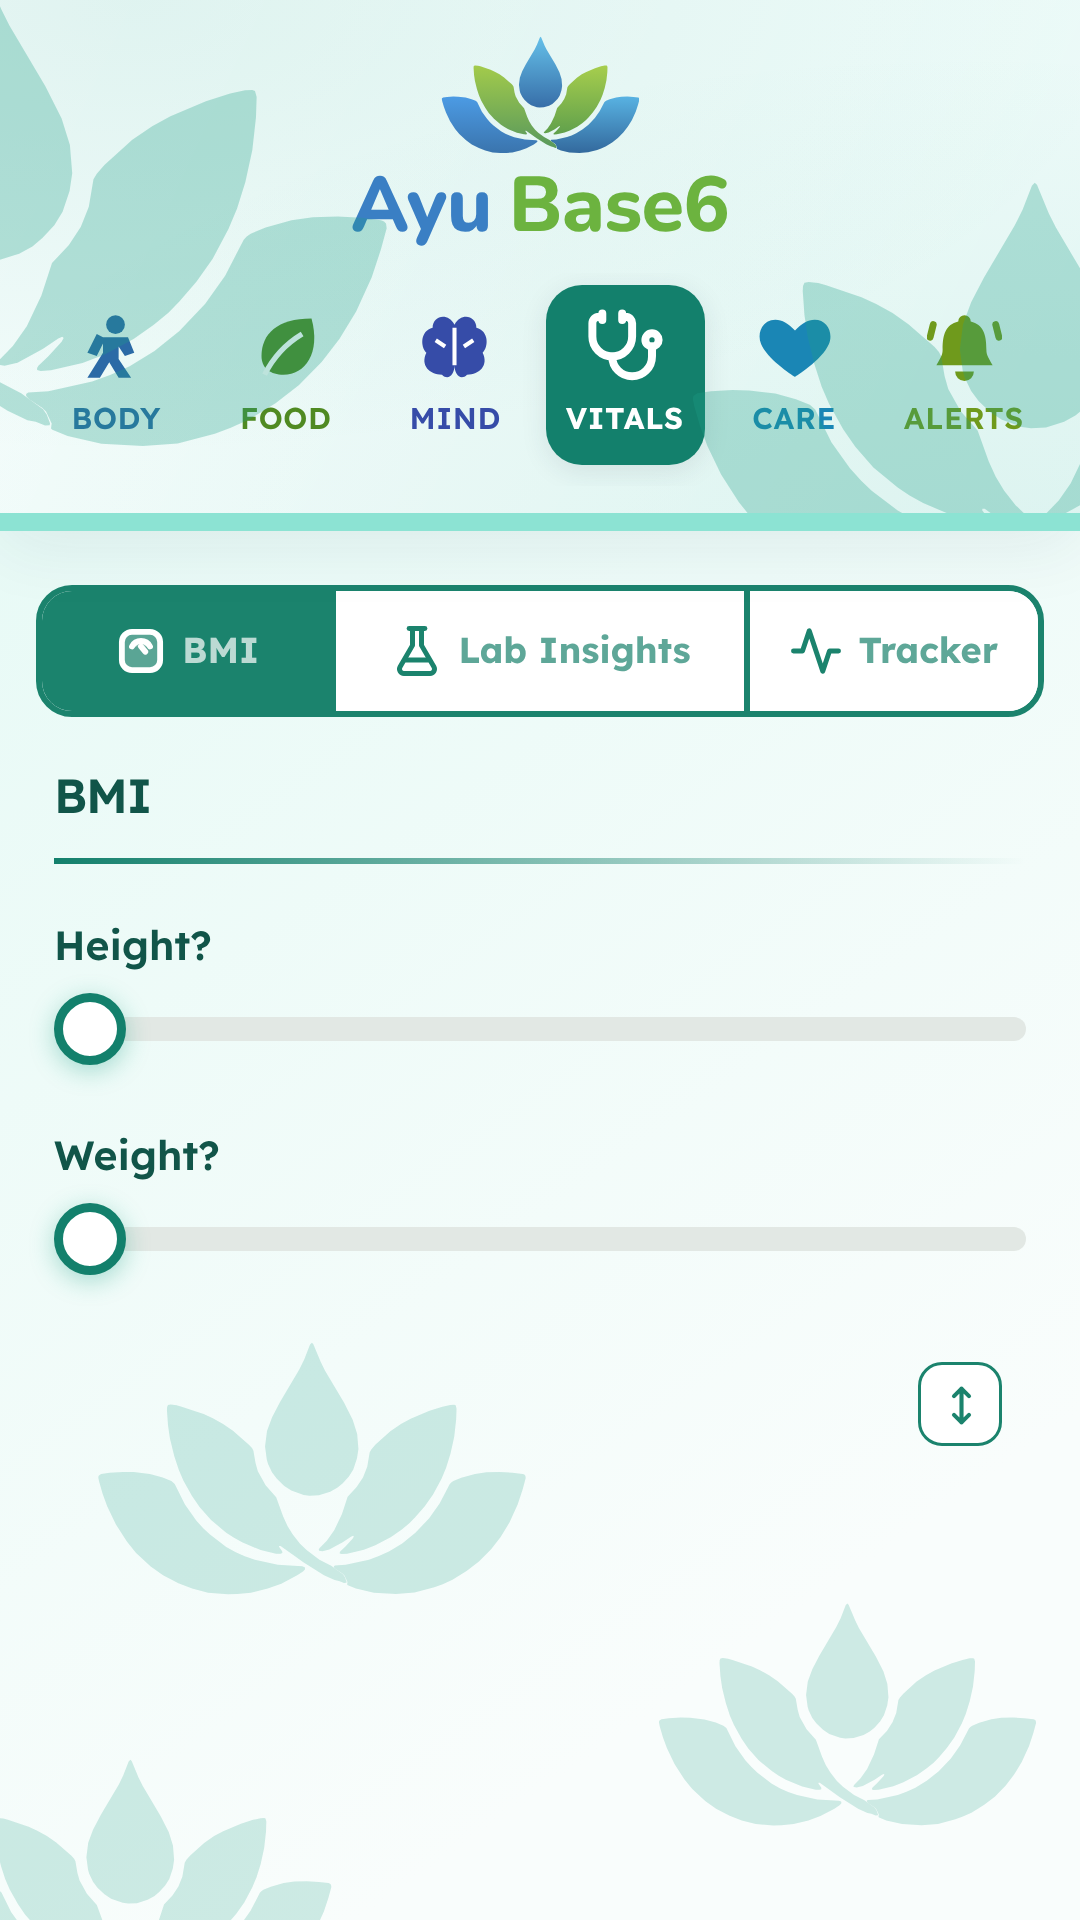 Ayu Base6
BODY FOOD MIND VITALS CARE ALERTS
BMI Lab Insights Tracker
BMI
Height?
Weight?